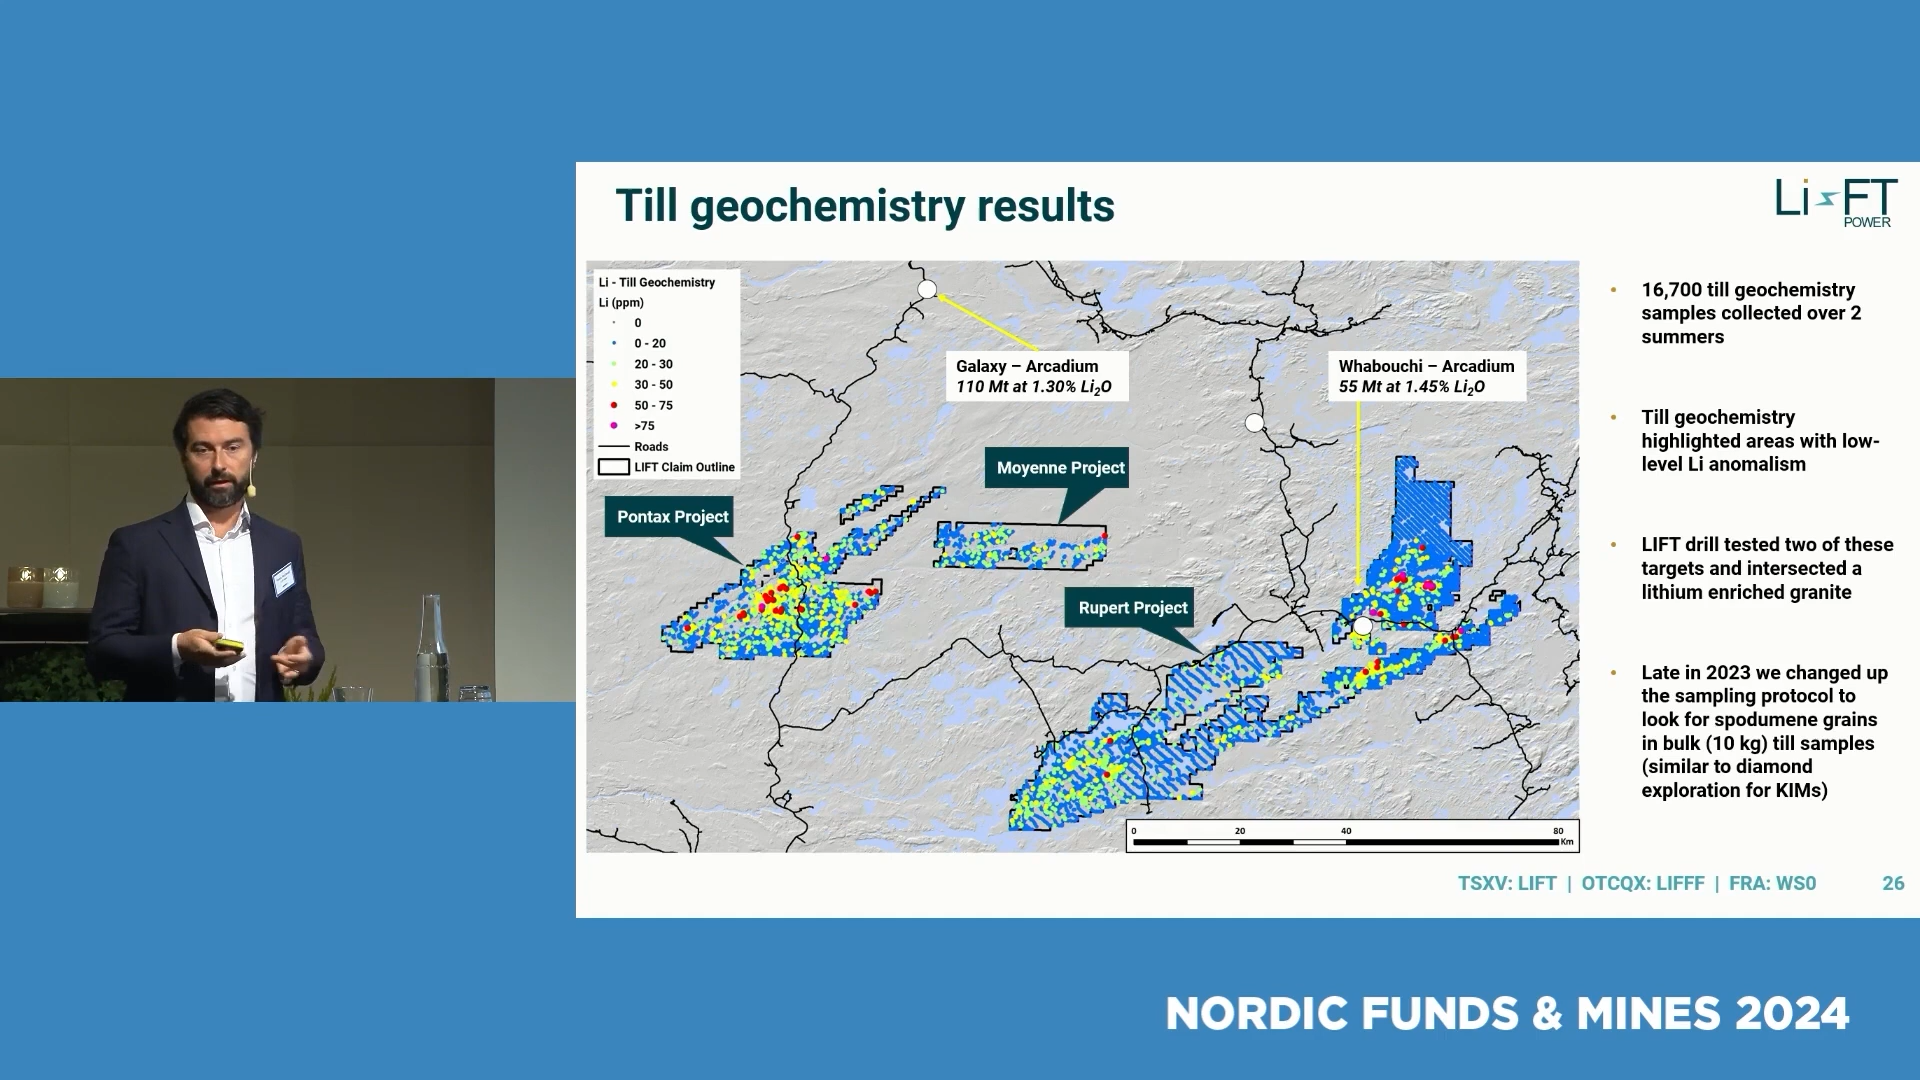 Till geochemistry results
Li FT
POWER
Li - Till Geochemistry
Li (ppm)
0
0 - 20
20 - 30
30 - 50
50 - 75
>75
Roads
LIFT Claim Outline
Galaxy – Arcadium
110 Mt at 1.30% Li₂O
Whabouchi – Arcadium
55 Mt at 1.45% Li₂O
Moyenne Project
Pontax Project
Rupert Project
0 20 40 80
Km
• 16,700 till geochemistry
samples collected over 2
summers
• Till geochemistry
highlighted areas with low-
level Li anomalism
• LIFT drill tested two of these
targets and intersected a
lithium enriched granite
• Late in 2023 we changed up
the sampling protocol to
look for spodumene grains
in bulk (10 kg) till samples
(similar to diamond
exploration for KIMs)
TSXV: LIFT | OTCQX: LIFFF | FRA: WS0 26
NORDIC FUNDS & MINES 2024